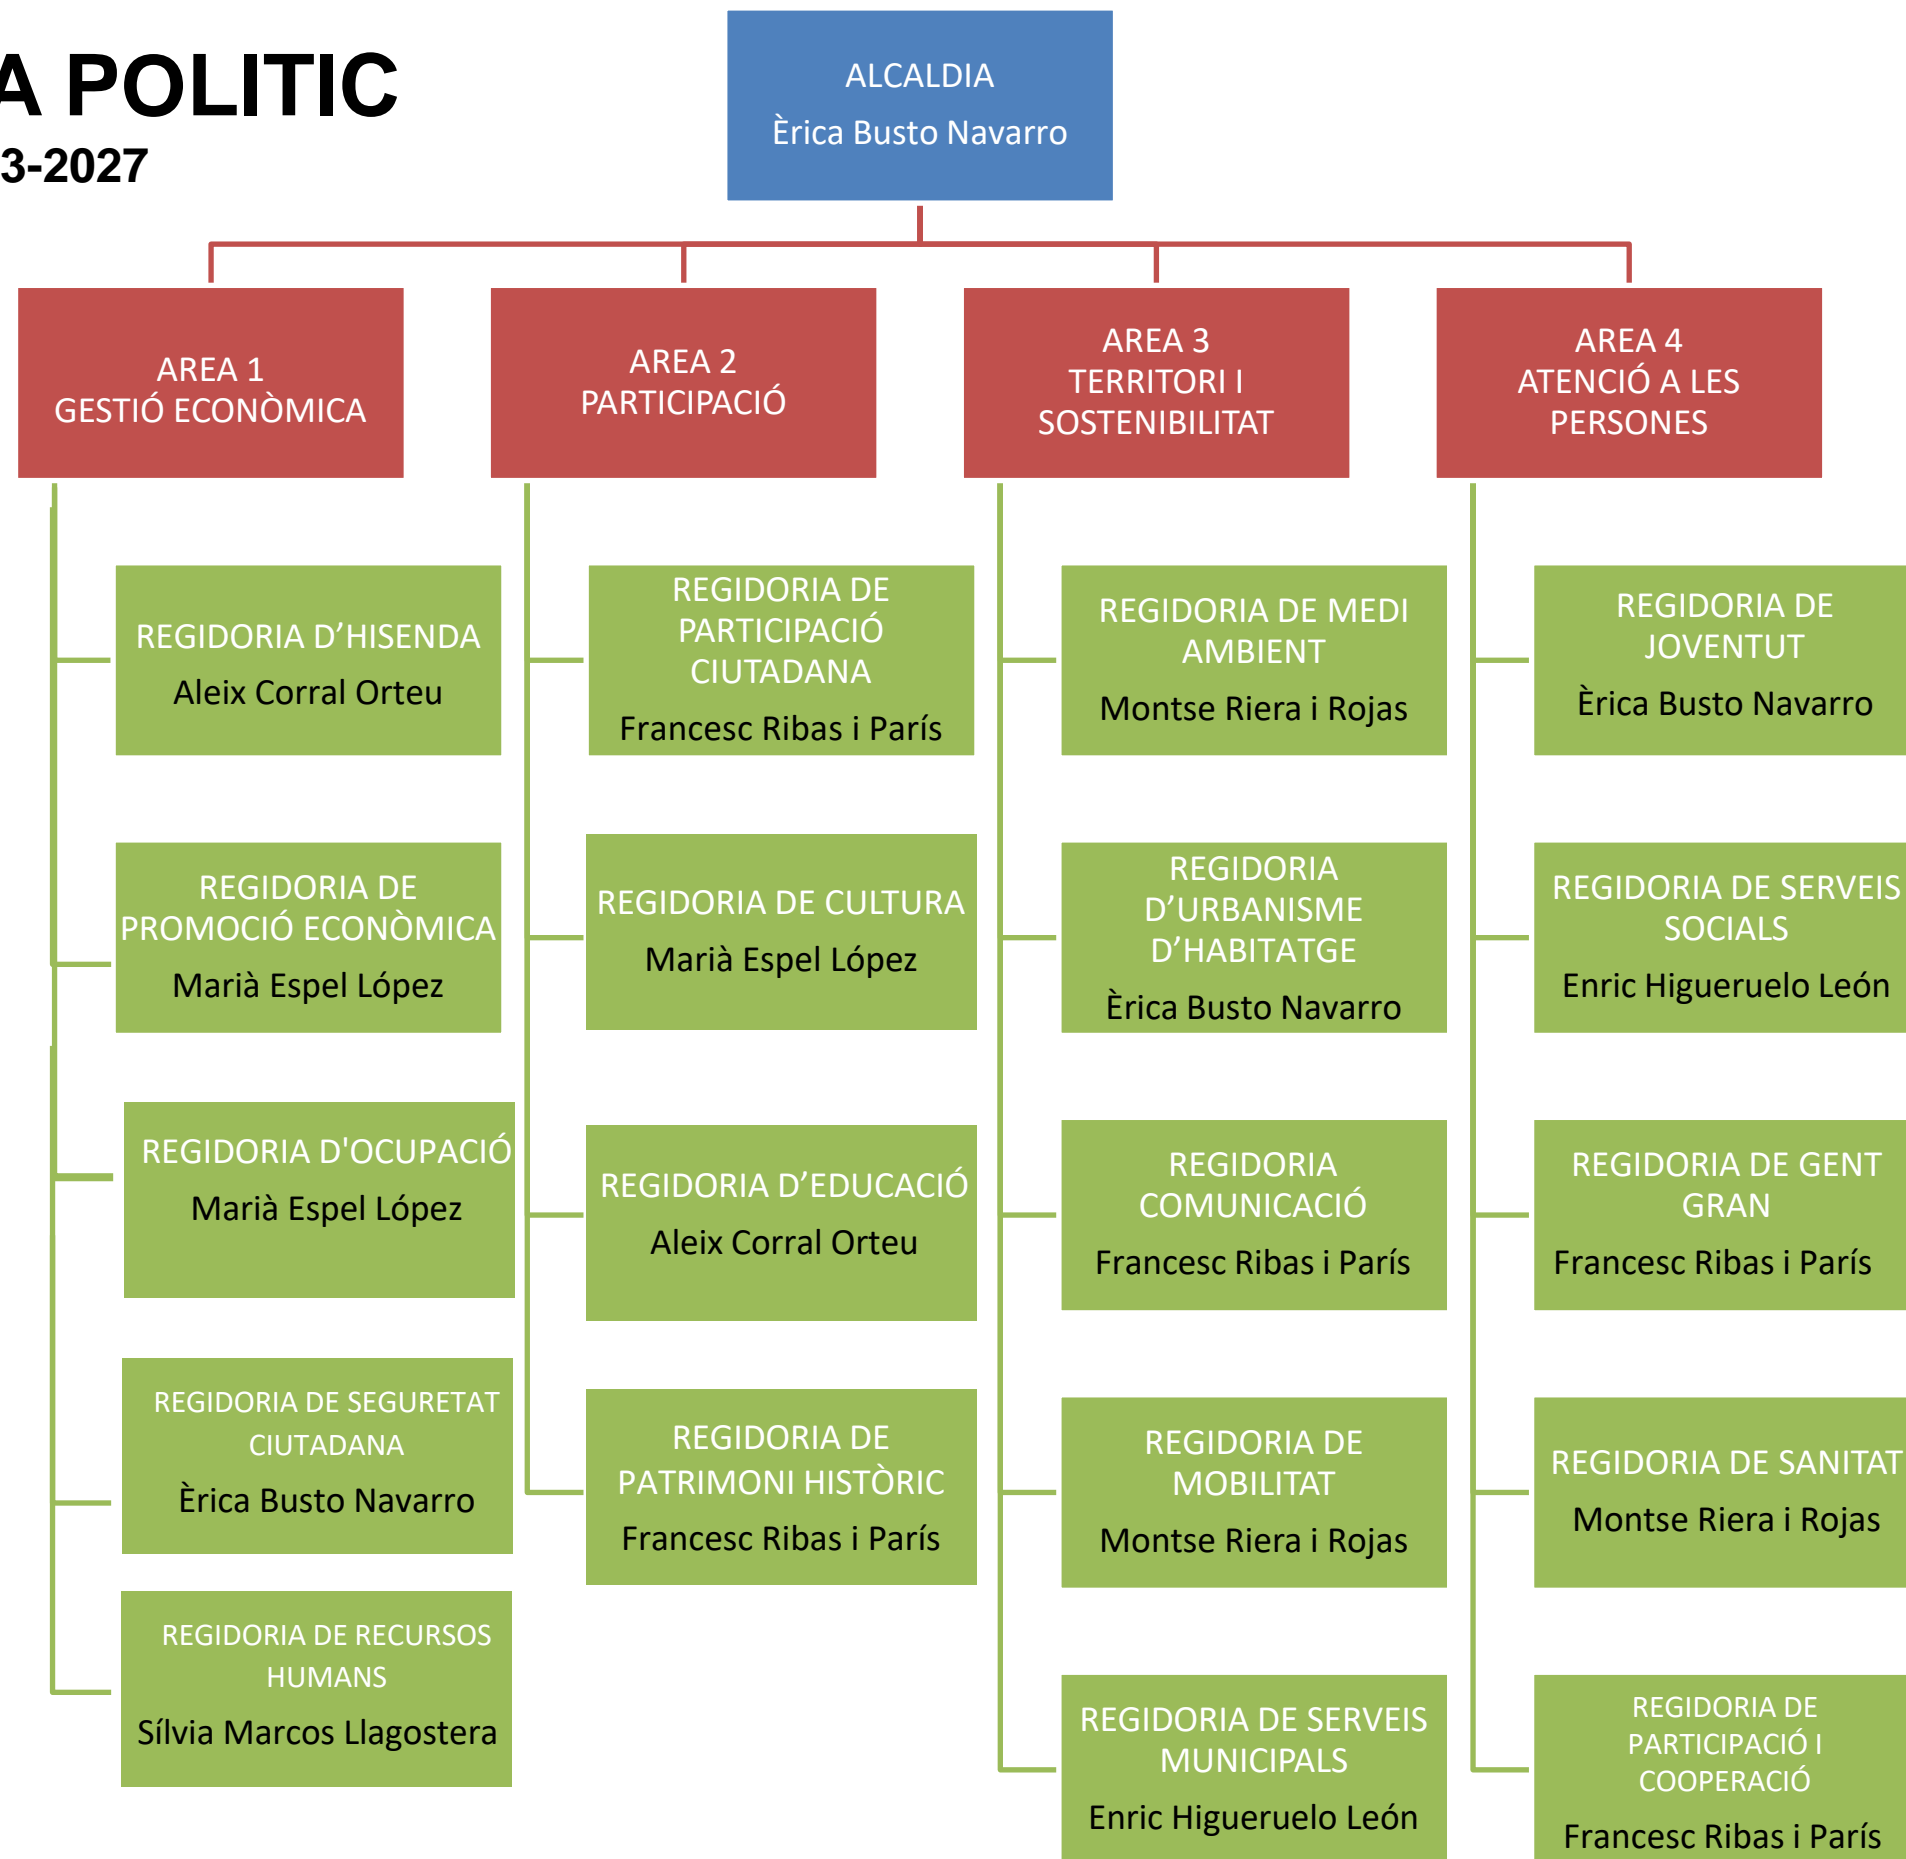 A POLITIC
3-2027
ALCALDIA
Èrica Busto Navarro
AREA 1
GESTIÓ ECONÒMICA
AREA 2
PARTICIPACIÓ
AREA 3
TERRITORI I
SOSTENIBILITAT
AREA 4
ATENCIÓ A LES
PERSONES
REGIDORIA D’HISENDA
Aleix Corral Orteu
REGIDORIA DE
PROMOCIÓ ECONÒMICA
Marià Espel López
REGIDORIA D'OCUPACIÓ
Marià Espel López
REGIDORIA DE SEGURETAT
CIUTADANA
Èrica Busto Navarro
REGIDORIA DE RECURSOS
HUMANS
Sílvia Marcos Llagostera
REGIDORIA DE
PARTICIPACIÓ
CIUTADANA
Francesc Ribas i París
REGIDORIA DE CULTURA
Marià Espel López
REGIDORIA D’EDUCACIÓ
Aleix Corral Orteu
REGIDORIA DE
PATRIMONI HISTÒRIC
Francesc Ribas i París
REGIDORIA DE MEDI
AMBIENT
Montse Riera i Rojas
REGIDORIA
D’URBANISME
D’HABITATGE
Èrica Busto Navarro
REGIDORIA
COMUNICACIÓ
Francesc Ribas i París
REGIDORIA DE
MOBILITAT
Montse Riera i Rojas
REGIDORIA DE SERVEIS
MUNICIPALS
Enric Higueruelo León
REGIDORIA DE
JOVENTUT
Èrica Busto Navarro
REGIDORIA DE SERVEIS
SOCIALS
Enric Higueruelo León
REGIDORIA DE GENT
GRAN
Francesc Ribas i París
REGIDORIA DE SANITAT
Montse Riera i Rojas
REGIDORIA DE
PARTICIPACIÓ I
COOPERACIÓ
Francesc Ribas i París